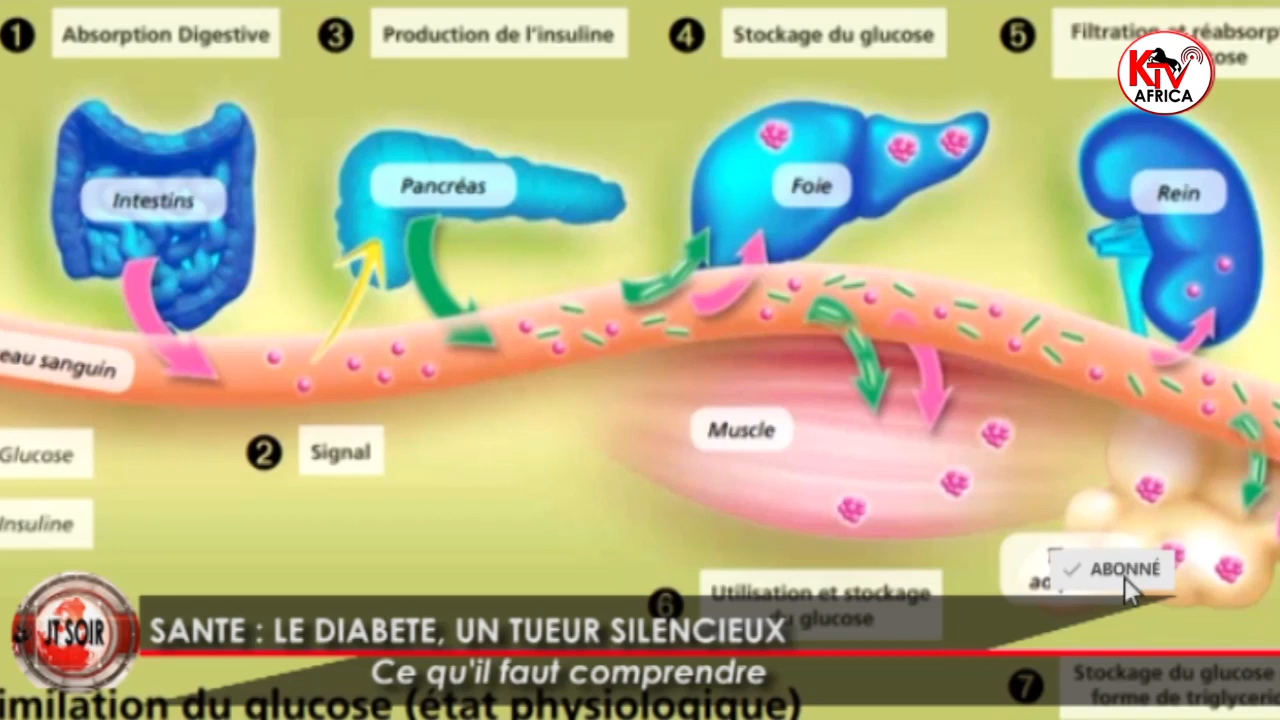 1 Absorption Digestive
3 Production de l'insuline
4 Stockage du glucose
5 Filtration et réabsorp
ose
KTV
AFRICA
Intestins
Pancréas
Foie
Rein
eau sanguin
Muscle
Glucose
2 Signal
Insuline
ABONNÉ
6 Utilisation et stockage
du glucose
JT SOIR
SANTE : LE DIABETE, UN TUEUR SILENCIEUX
Ce qu'il faut comprendre
7 Stockage du glucose
forme de triglycerid
imilation du glucose (état physiologique)